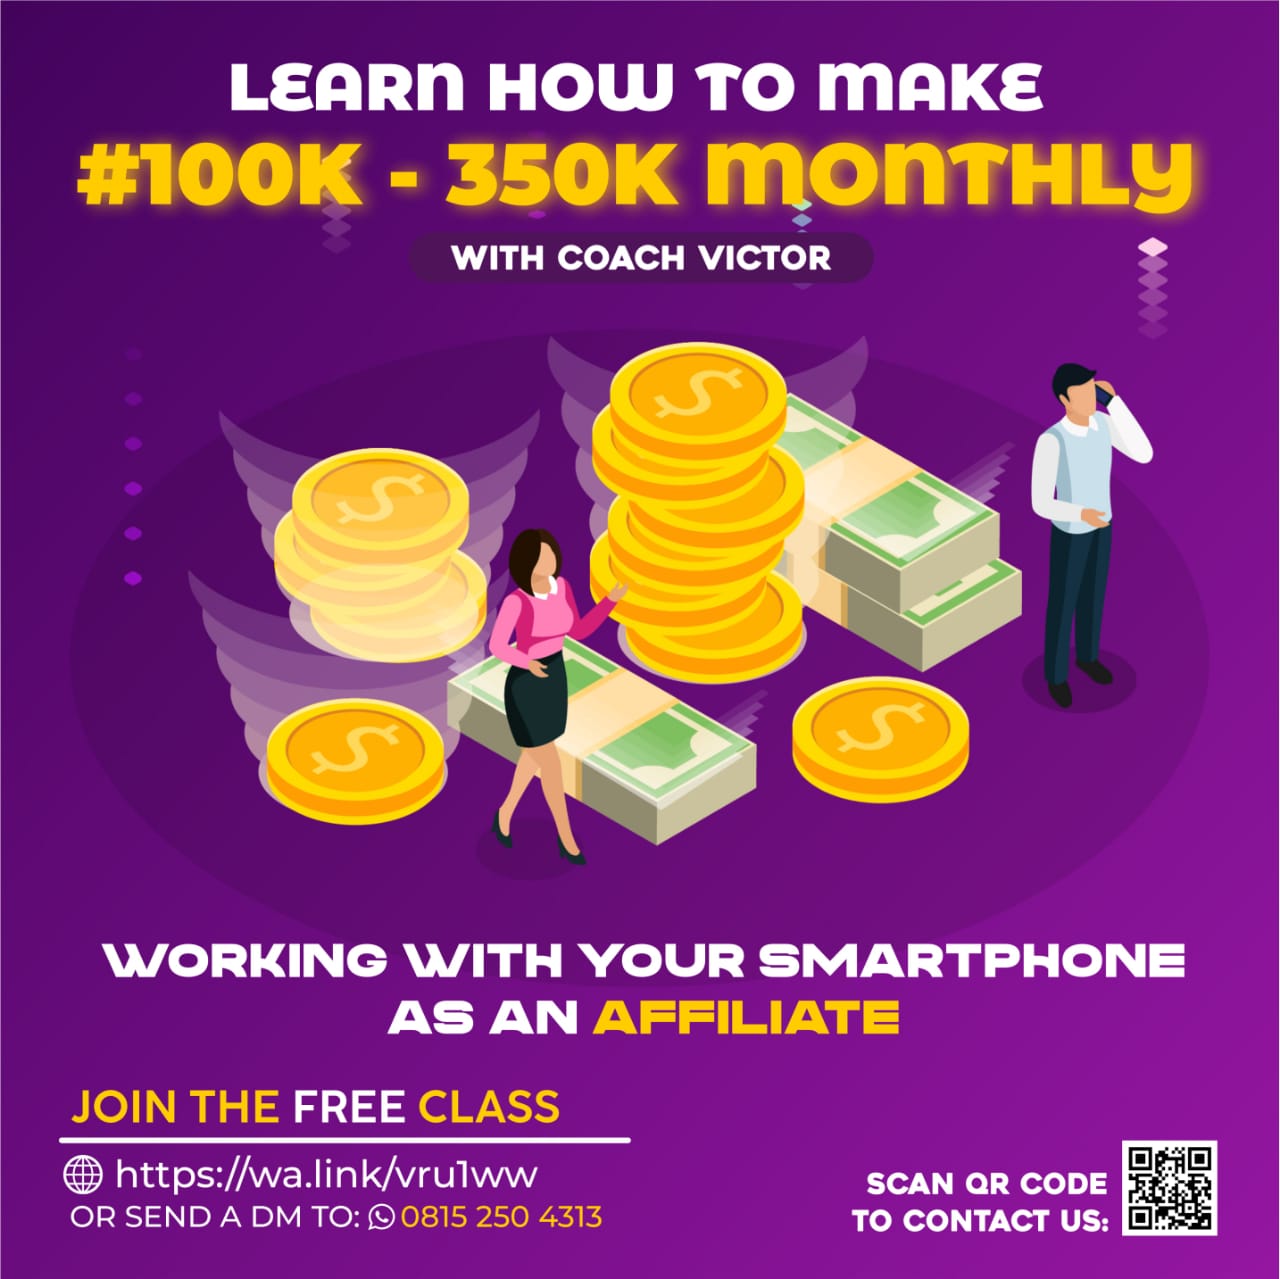 LEARN HOW TO MAKE
#100K - 350K MONTHLY
WITH COACH VICTOR
WORKING WITH YOUR SMARTPHONE
AS AN AFFILIATE
JOIN THE FREE CLASS
https://wa.link/vru1ww
OR SEND A DM TO: 0815 250 4313
SCAN QR CODE
TO CONTACT US: